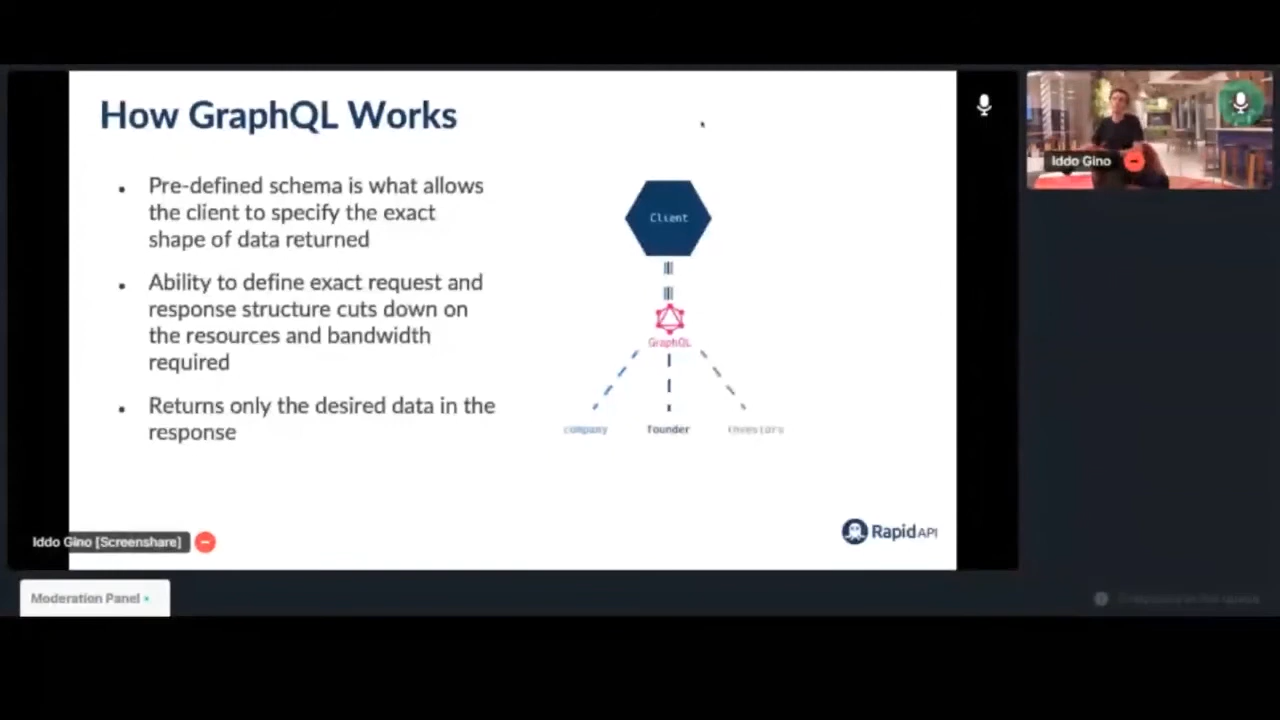 How GraphQL Works
Pre-defined schema is what allows
the client to specify the exact
shape of data returned
Ability to define exact request and
response structure cuts down on
the resources and bandwidth
required
Returns only the desired data in the
response
Client
GraphQL
company
founder
investors
RapidAPI
Iddo Gino
Iddo Gino [Screenshare]
Moderation Panel